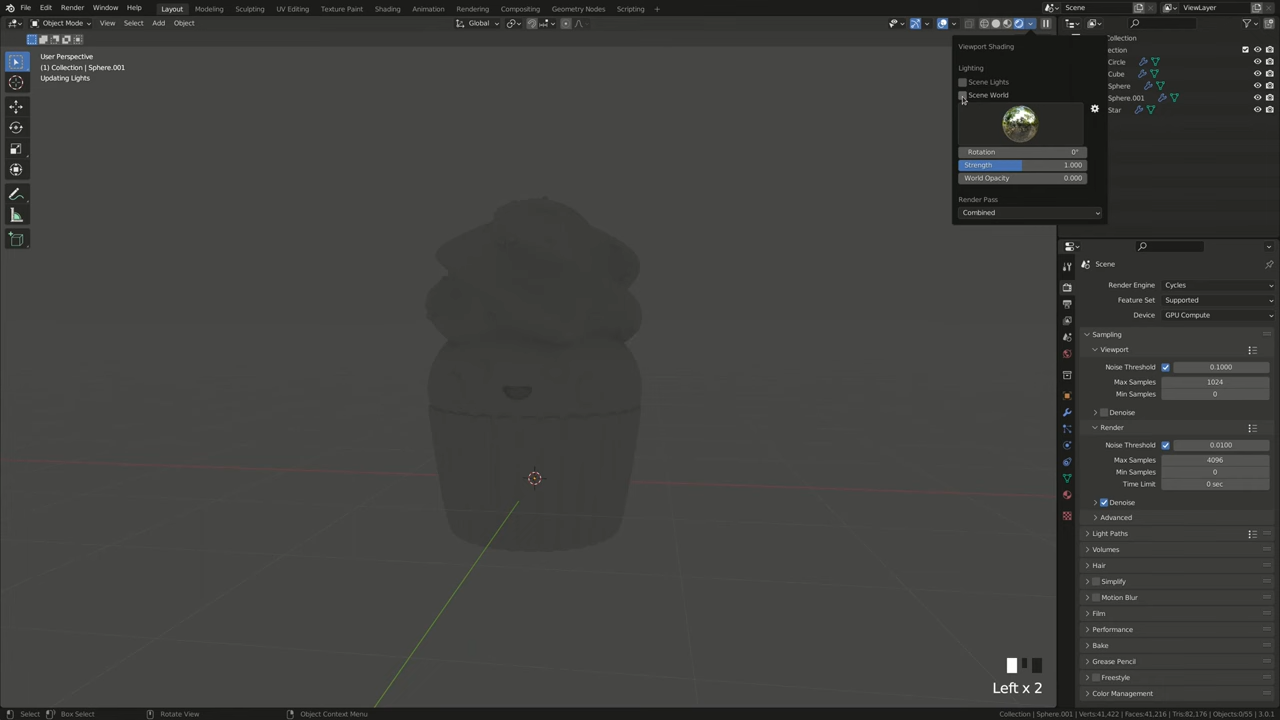 File Edit Render Window Help Layout Modeling Sculpting UV Editing Texture Paint Shading Animation Rendering Compositing Geometry Nodes Scripting Scene ViewLayer
Object Mode View Select Add Object Global
User Perspective
(1) Collection | Sphere.001
Updating Lights
Viewport Shading
Lighting
Scene Lights
Scene World
Rotation 0°
Strength 1.000
World Opacity 0.000
Render Pass
Combined
Collection
ection
Circle
Cube
Sphere
Sphere.001
Star
Scene
Render Engine Cycles
Feature Set Supported
Device GPU Compute
Sampling
Viewport
Noise Threshold 0.1000
Max Samples 1024
Min Samples 0
Denoise
Render
Noise Threshold 0.0100
Max Samples 4096
Min Samples 0
Time Limit 0 sec
Denoise
Advanced
Light Paths
Volumes
Hair
Simplify
Motion Blur
Film
Performance
Bake
Grease Pencil
Freestyle
Color Management
Left x 2
Select Box Select Rotate View Object Context Menu Collection | Sphere.001 | Verts:41,422 | Faces:41,216 | Tris:82,176 | Objects:0/55 | 3.0.1